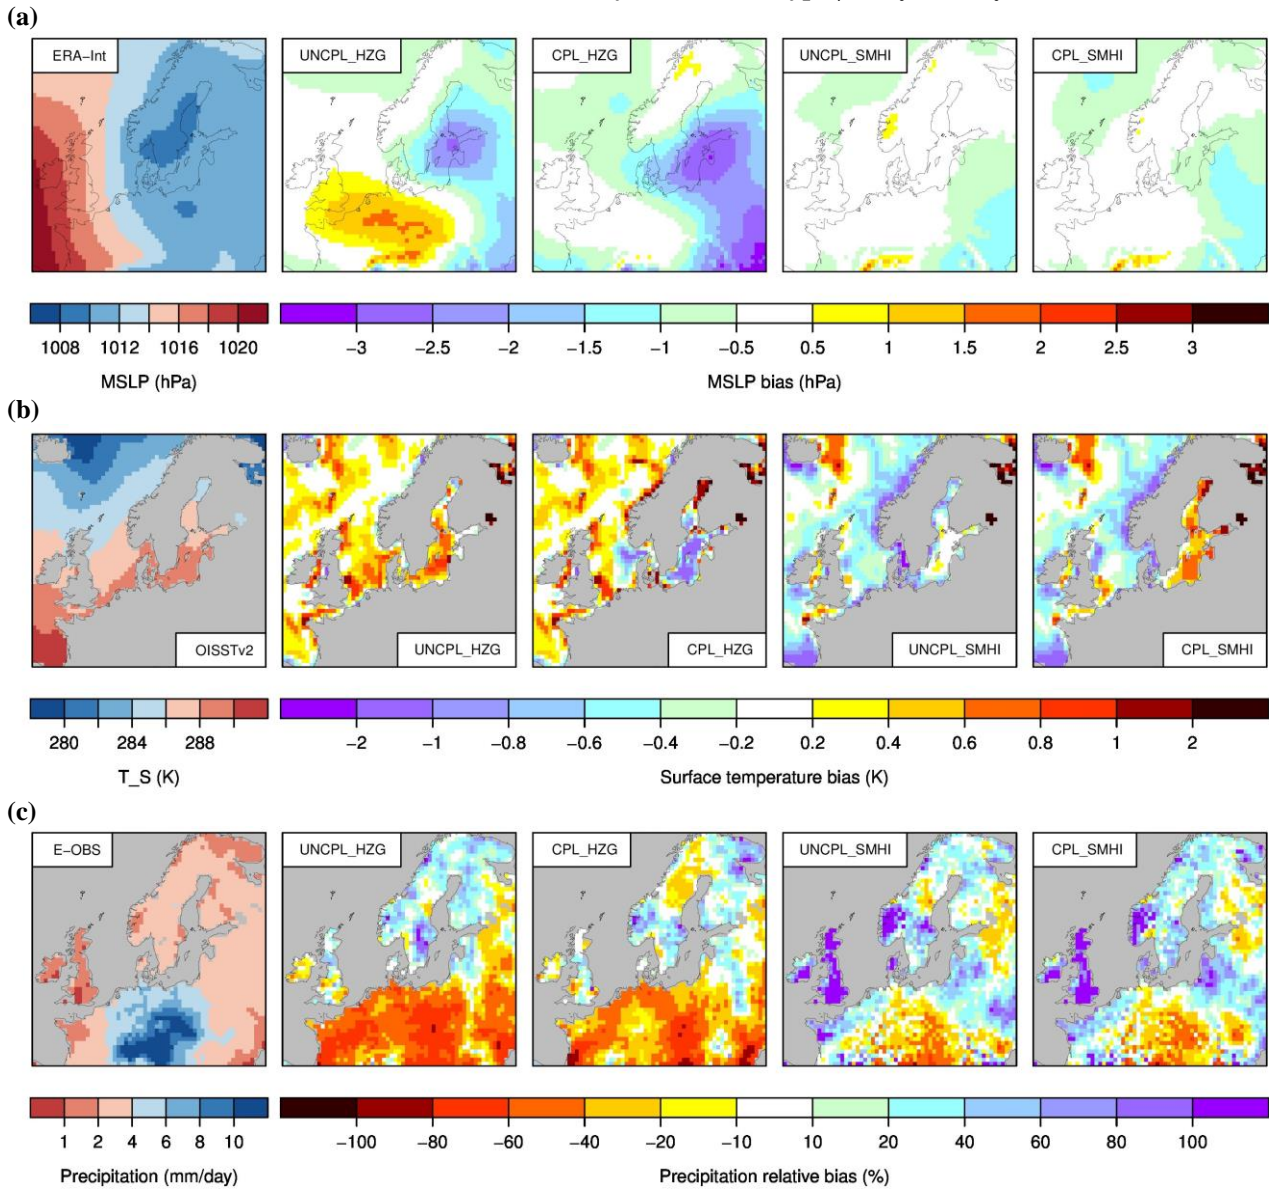 (a)
ERA-Int UNCPL_HZG CPL_HZG UNCPL_SMHI CPL_SMHI
1008 1012 1016 1020 −3 −2.5 −2 −1.5 −1 −0.5 0.5 1 1.5 2 2.5 3
MSLP (hPa) MSLP bias (hPa)
(b)
OISSTv2 UNCPL_HZG CPL_HZG UNCPL_SMHI CPL_SMHI
280 284 288 −2 −1 −0.8 −0.6 −0.4 −0.2 0.2 0.4 0.6 0.8 1 2
T_S (K) Surface temperature bias (K)
(c)
E-OBS UNCPL_HZG CPL_HZG UNCPL_SMHI CPL_SMHI
1 2 4 6 8 10 −100 −80 −60 −40 −20 −10 10 20 40 60 80 100
Precipitation (mm/day) Precipitation relative bias (%)